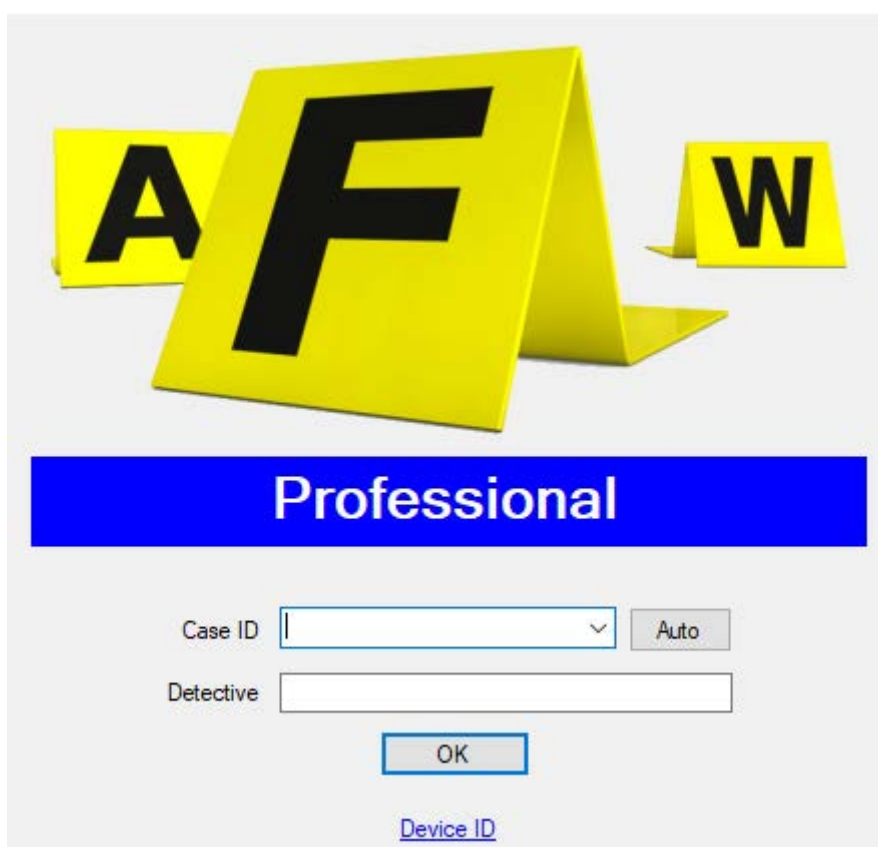 A F W
Professional
Case ID Auto
Detective
OK
Device ID